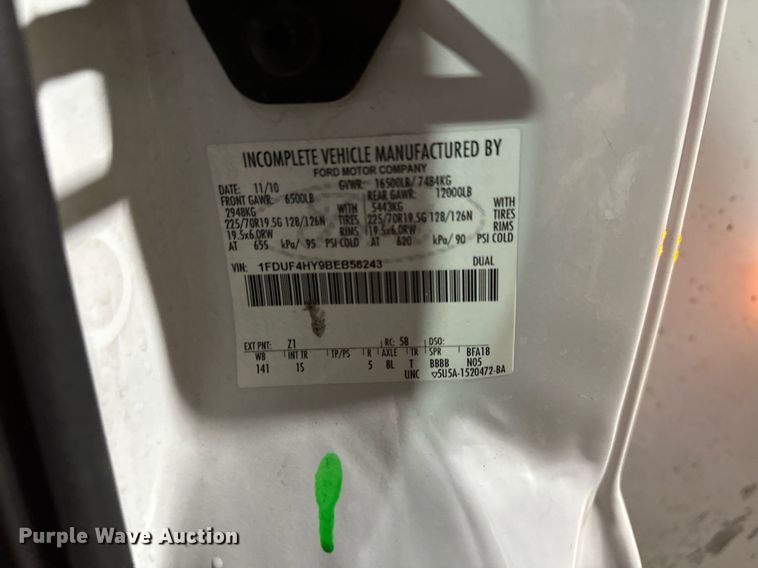 INCOMPLETE VEHICLE MANUFACTURED BY
FORD MOTOR COMPANY
DATE: 11/10 GVWR: 16500LB/ 7484KG
FRONT GAWR: 6500LB REAR GAWR: 12000LB
2948KG WITH 5443KG WITH
225/70R19.5G 128/126N TIRES 225/70R19.5G 128/126N TIRES
19.5x6.0RW RIMS 19.5x6.0RW RIMS
AT 655 kPa/ 95 PSI COLD AT 620 kPa/ 90 PSI COLD
VIN: 1FDUF4HY9BEB58243 DUAL
EXT PNT: Z1 RC: 58 DSO:
WB INT TR TP/PS R AXLE TR SPR BFA18
141 1S 5 BL T BBBB N05
UNC ▽5U5A-1520472-BA
Purple Wave Auction®